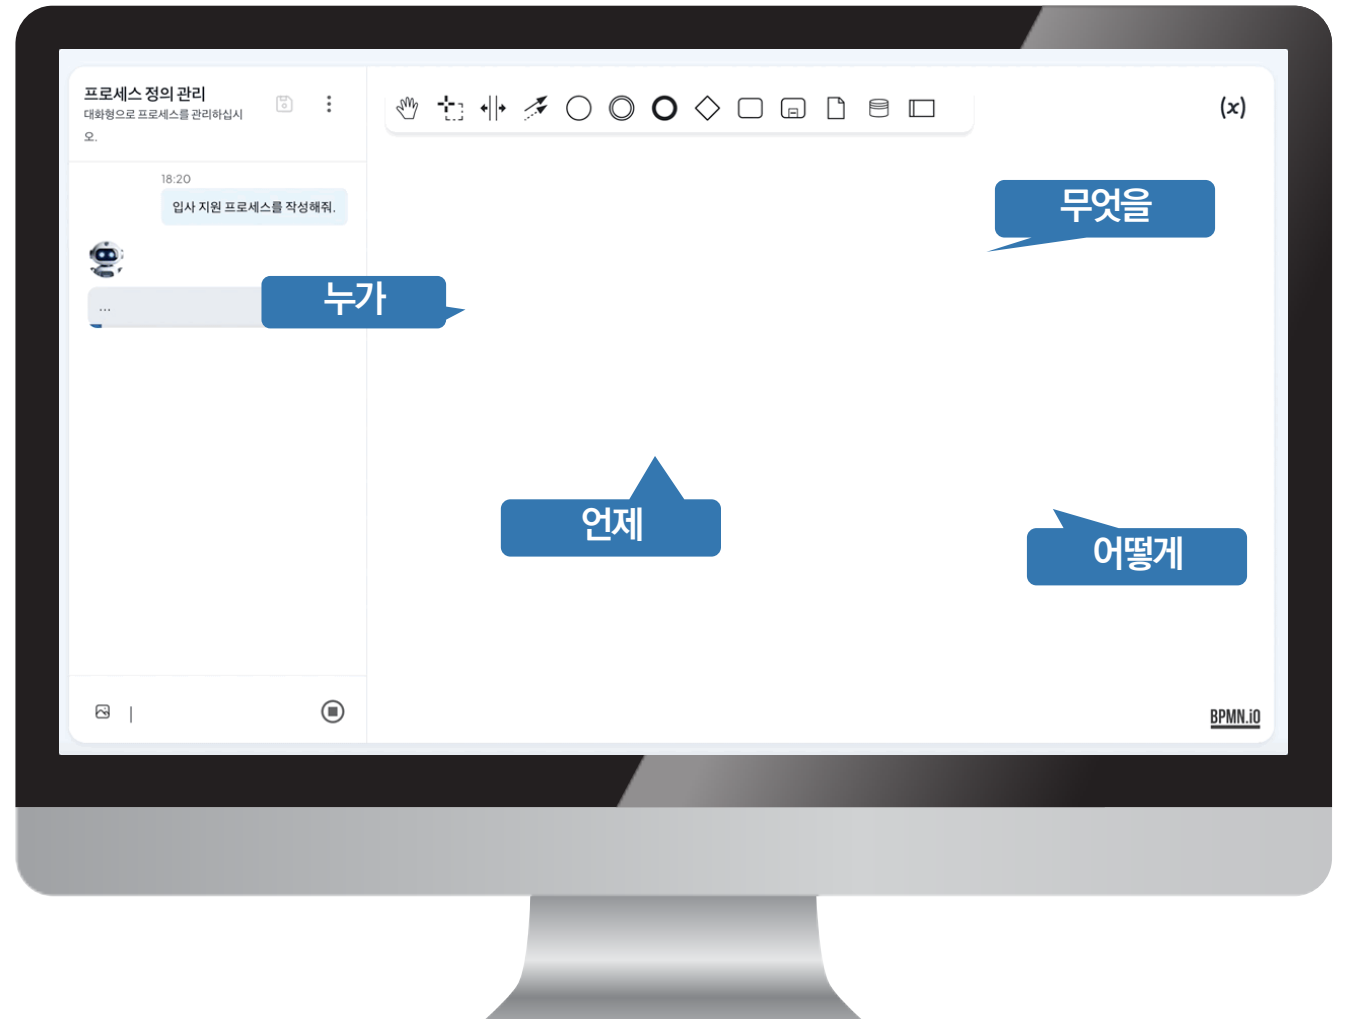 프로세스 정의 관리
대화형으로 프로세스를 관리하십시
오.
(x)
18:20
입사 지원 프로세스를 작성해줘.
무엇을
...
누가
언제
어떻게
BPMN.iO